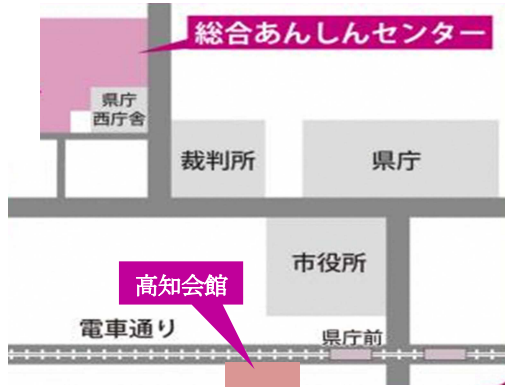 総合あんしんセンター
県庁
西庁舎
裁判所
県庁
市役所
高知会館
電車通り
県庁前